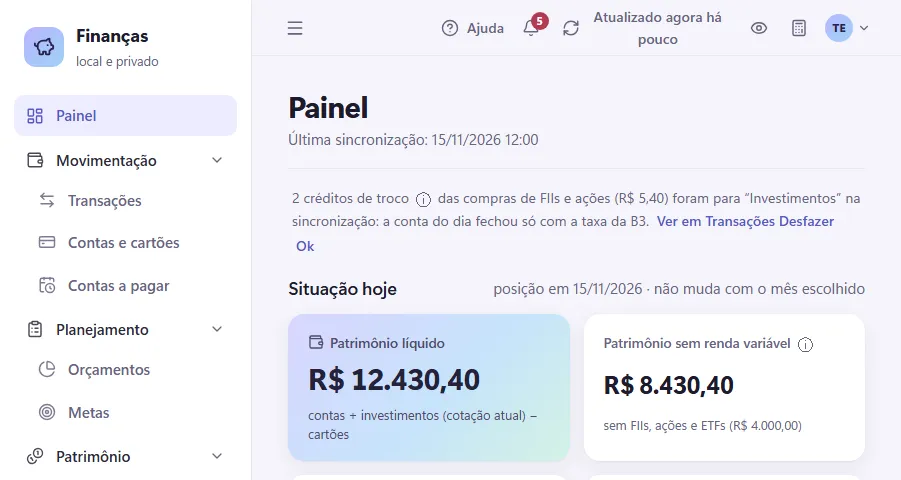 Finanças
local e privado
Painel
Movimentação
Transações
Contas e cartões
Contas a pagar
Planejamento
Orçamentos
Metas
Patrimônio
Ajuda
5
Atualizado agora há
pouco
TE
Painel
Última sincronização: 15/11/2026 12:00
2 créditos de troco das compras de FIIs e ações (R$ 5,40) foram para “Investimentos” na
sincronização: a conta do dia fechou só com a taxa da B3. Ver em Transações Desfazer
Ok
Situação hoje
posição em 15/11/2026 · não muda com o mês escolhido
Patrimônio líquido
R$ 12.430,40
contas + investimentos (cotação atual) −
cartões
Patrimônio sem renda variável
R$ 8.430,40
sem FIIs, ações e ETFs (R$ 4.000,00)